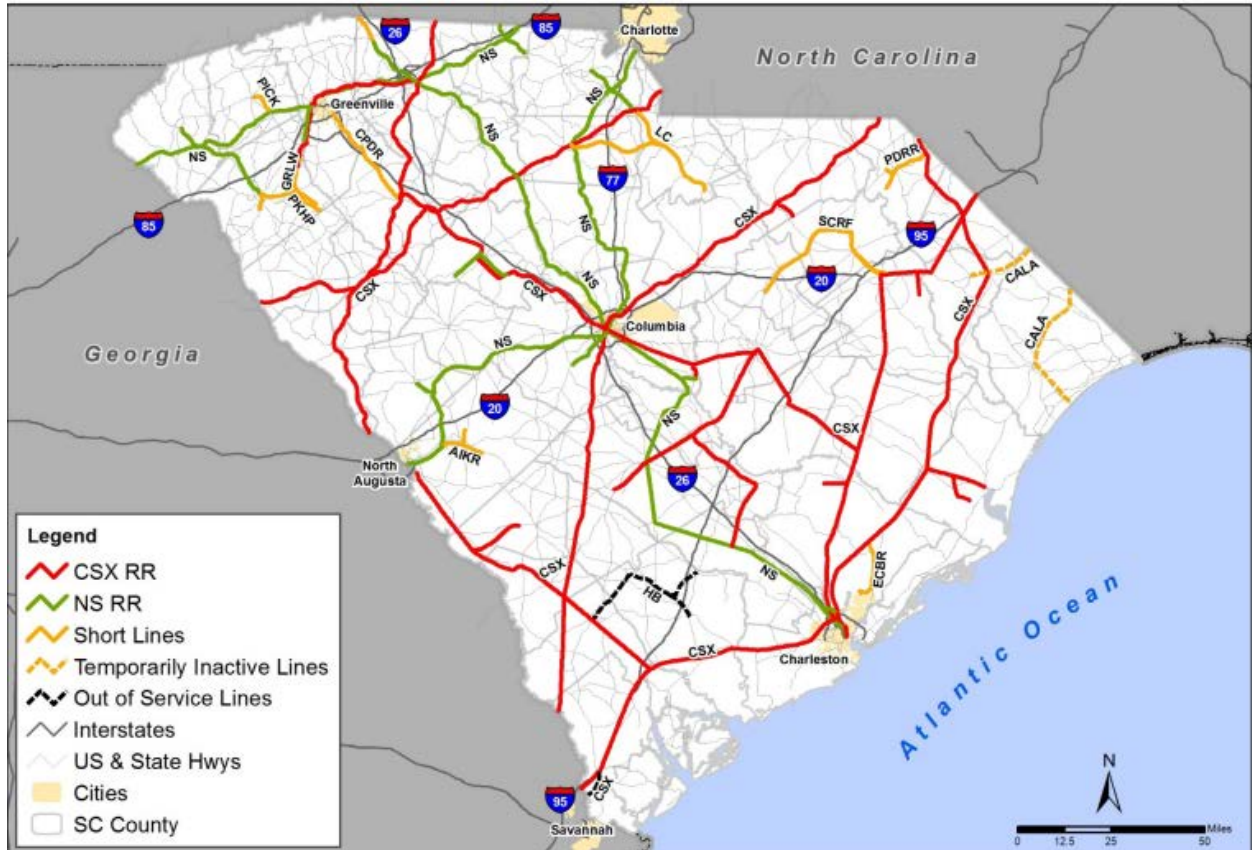 26
85
Charlotte
North Carolina
NS
PICK
Greenville
NS
CPDR
NS
LC
PDRR
NS
GRLW
PKHP
77
85
CSX
SCRF
95
NS
20
CALA
CSX
CSX
NS
CSX
CALA
Columbia
Georgia
NS
20
NS
CSX
AIKR
North
Augusta
26
Legend
CSX RR
NS RR
Short Lines
Temporarily Inactive Lines
Out of Service Lines
Interstates
US & State Hwys
Cities
SC County
CSX
HB
NS
ECBR
CSX
Charleston
Atlantic Ocean
CSX
95
Savannah
N
Miles
0 12.5 25 50